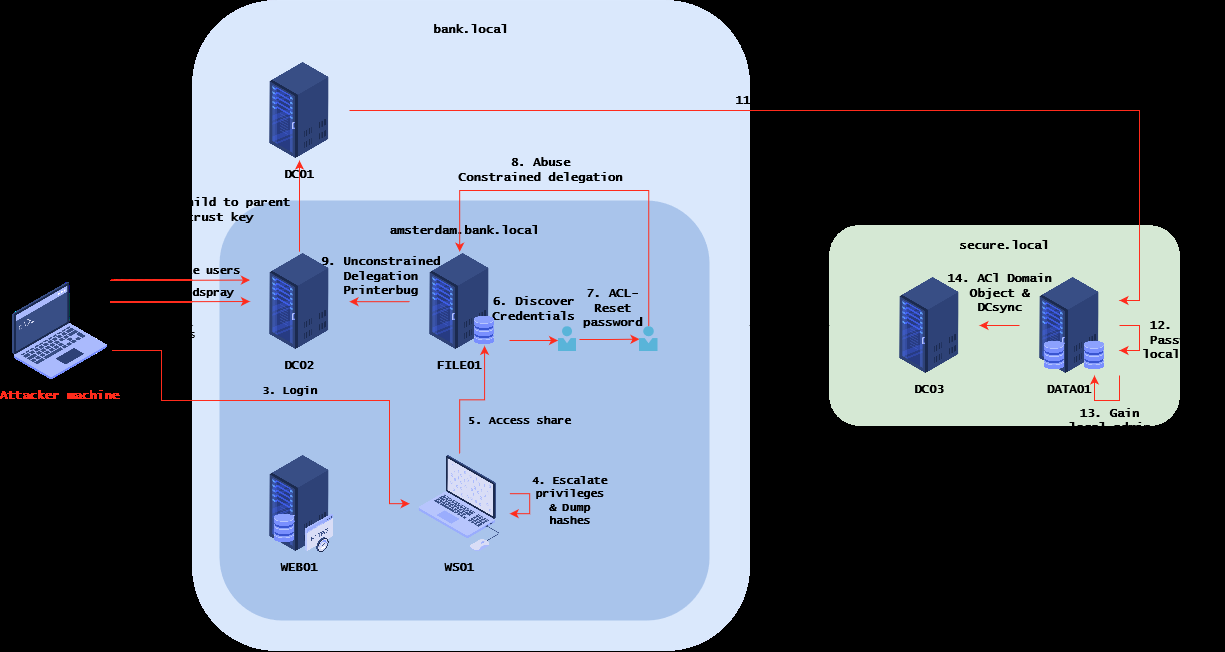 bank.local
11
DC01
8. Abuse
Constrained delegation
to parent
trust key
amsterdam.bank.local
users
9. Unconstrained
Delegation
Printerbug
6. Discover
Credentials
7. ACL-
Reset
password
DC02
FILE01
Attacker machine
3. Login
5. Access share
4. Escalate
privileges
& Dump
hashes
WEB01
WS01
secure.local
14. ACl Domain
Object &
DCsync
12.
Pass
local
DC03
DATA01
13. Gain
local admin